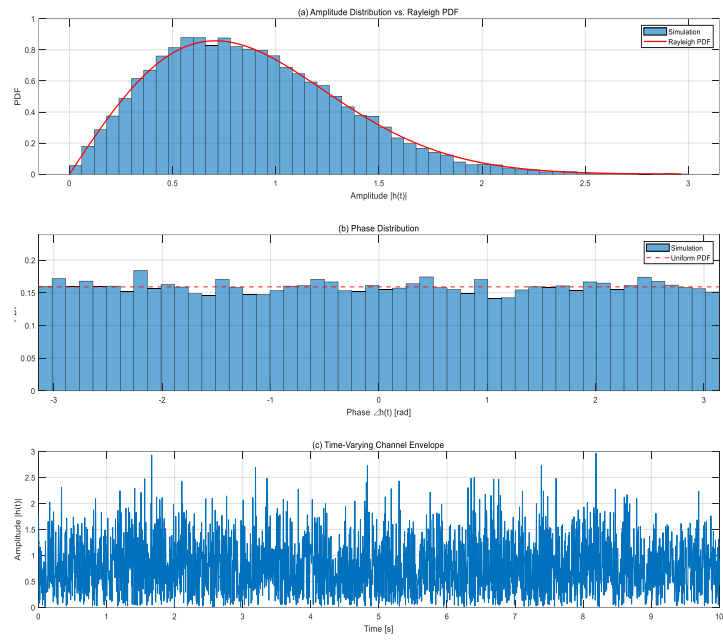 (a) Amplitude Distribution vs. Rayleigh PDF
1
0.8
0.6
0.4
0.2
0
PDF
Simulation
Rayleigh PDF
0 0.5 1 1.5 2 2.5 3
Amplitude |h(t)|
(b) Phase Distribution
0.2
0.15
0.1
0.05
0
Simulation
Uniform PDF
-3 -2 -1 0 1 2 3
Phase ∠h(t) [rad]
(c) Time-Varying Channel Envelope
3
2.5
2
1.5
1
0.5
0
Amplitude |h(t)|
0 1 2 3 4 5 6 7 8 9 10
Time [s]